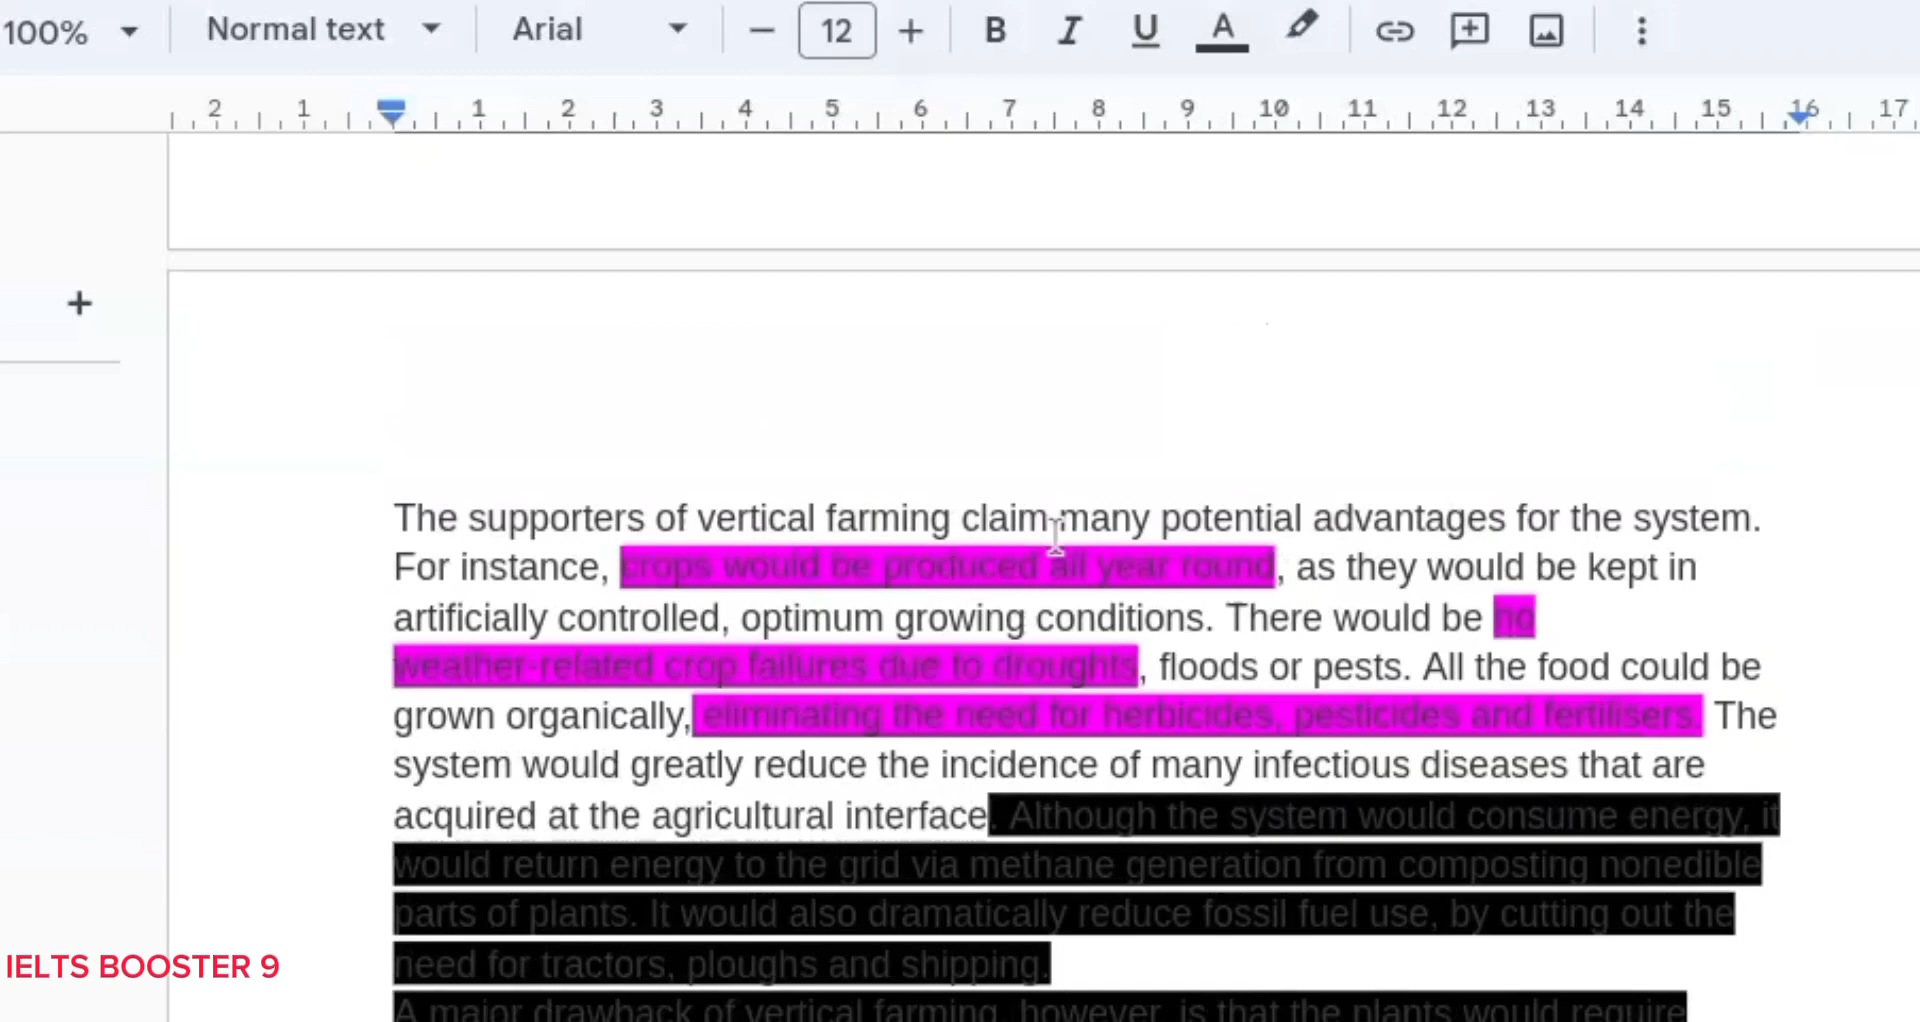 100% Normal text Arial 12 B I U A
2 1 1 2 3 4 5 6 7 8 9 10 11 12 13 14 15 16 17
The supporters of vertical farming claim many potential advantages for the system.
For instance, crops would be produced all year round, as they would be kept in
artificially controlled, optimum growing conditions. There would be no
weather-related crop failures due to droughts, floods or pests. All the food could be
grown organically, eliminating the need for herbicides, pesticides and fertilisers. The
system would greatly reduce the incidence of many infectious diseases that are
acquired at the agricultural interface. Although the system would consume energy, it
would return energy to the grid via methane generation from composting nonedible
parts of plants. It would also dramatically reduce fossil fuel use, by cutting out the
need for tractors, ploughs and shipping.
A major drawback of vertical farming, however, is that the plants would require
IELTS BOOSTER 9